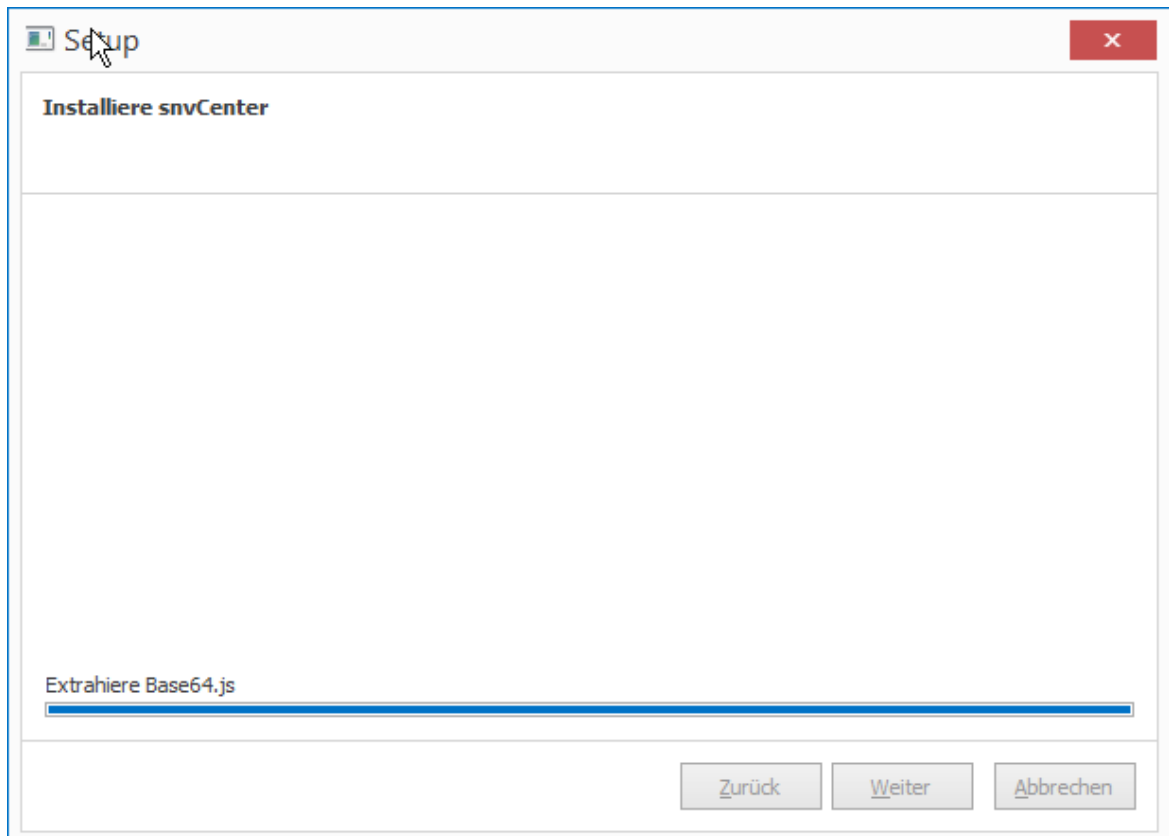 Setup
Installiere snvCenter
Extrahiere Base64.js
Zurück
Weiter
Abbrechen